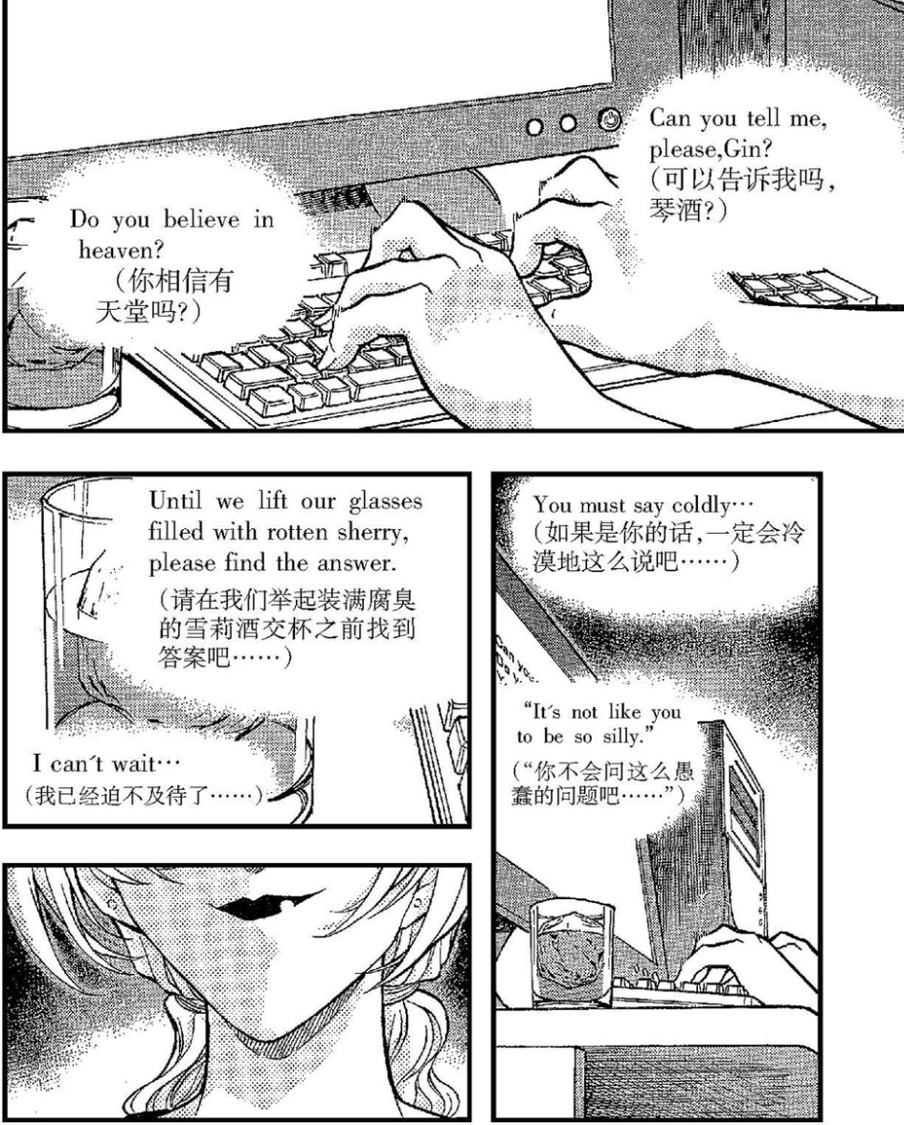 Can you tell me,
please,Gin?
(可以告诉我吗,
琴酒?)
Do you believe in
heaven?
(你相信有
天堂吗?)
You must say coldly…
(如果是你的话,一定会冷
漠地这么说吧……)
"It's not like you
to be so silly."
("你不会问这么愚
蠢的问题吧……")
Until we lift our glasses
filled with rotten sherry,
please find the answer.
(请在我们举起装满腐臭
的雪莉酒交杯之前找到
答案吧……)
I can't wait…
(我已经迫不及待了……)